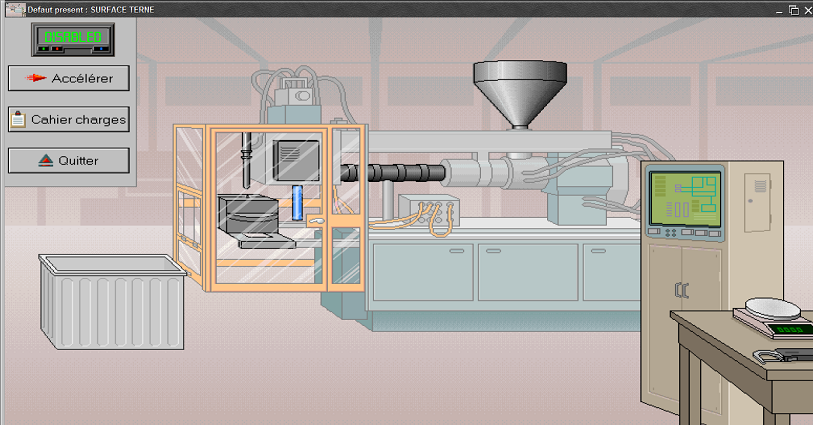 Defaut present : SURFACE TERNE
DISABLED
Accélérer
Cahier charges
Quitter